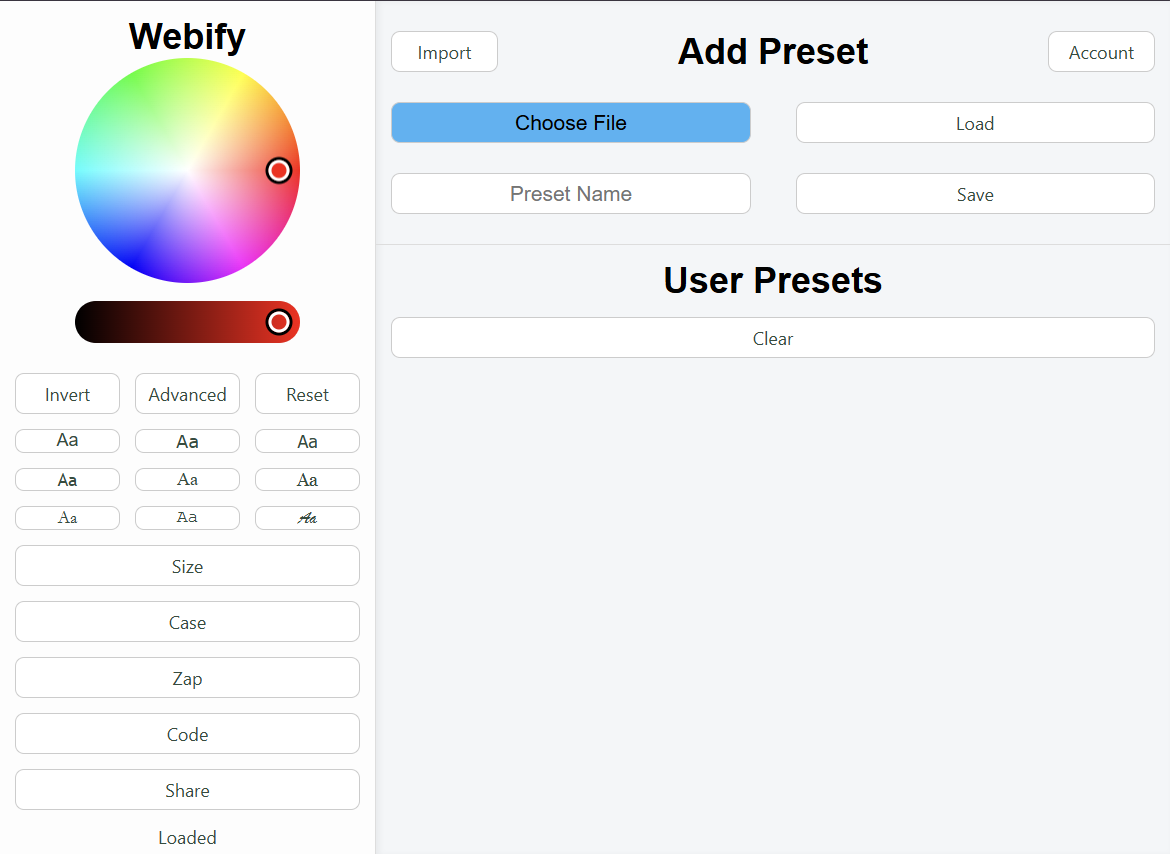 Webify
Invert
Advanced
Reset
Aa
Aa
Aa
Aa
Aa
Aa
Aa
Aa
Aa
Size
Case
Zap
Code
Share
Loaded
Import
Add Preset
Account
Choose File
Load
Preset Name
Save
User Presets
Clear